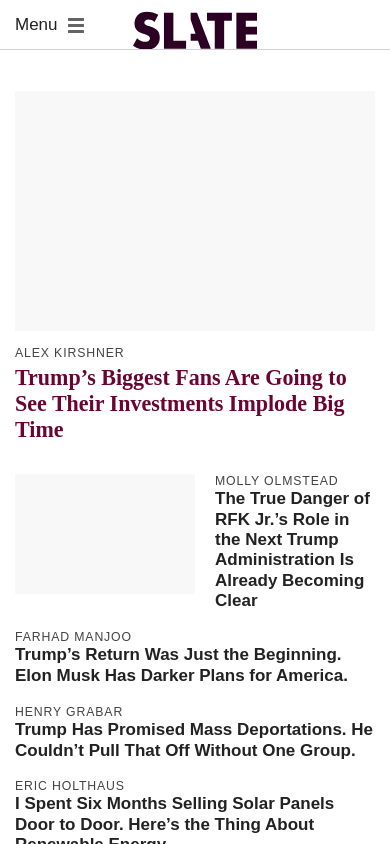 Menu
SLATE
ALEX KIRSHNER
Trump’s Biggest Fans Are Going to
See Their Investments Implode Big
Time
MOLLY OLMSTEAD
The True Danger of
RFK Jr.’s Role in
the Next Trump
Administration Is
Already Becoming
Clear
FARHAD MANJOO
Trump’s Return Was Just the Beginning.
Elon Musk Has Darker Plans for America.
HENRY GRABAR
Trump Has Promised Mass Deportations. He
Couldn’t Pull That Off Without One Group.
ERIC HOLTHAUS
I Spent Six Months Selling Solar Panels
Door to Door. Here’s the Thing About
Renewable Energy